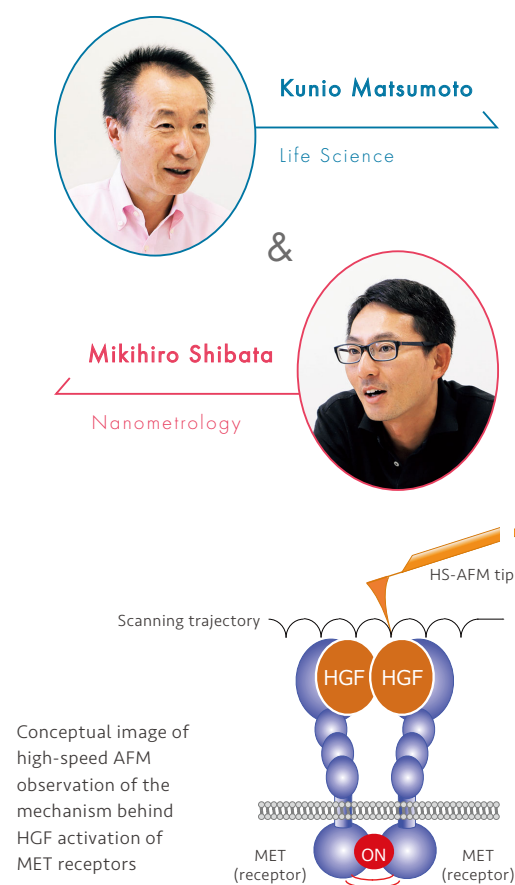 Kunio Matsumoto
Life Science
&
Mikihiro Shibata
Nanometrology
HS-AFM tip
Scanning trajectory
HGF HGF
Conceptual image of
high-speed AFM
observation of the
mechanism behind
HGF activation of
MET receptors
ON
MET
(receptor)
MET
(receptor)